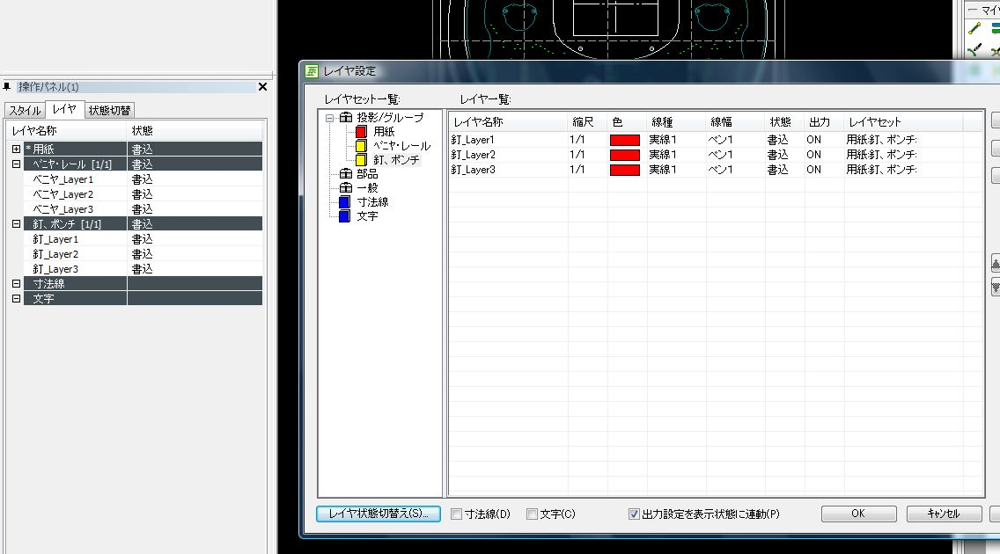 マイ
操作パネル(1)
スタイル レイヤ 状態切替
レイヤ名称 状態
*用紙 書込
ベニヤ・レール [1/1] 書込
ベニヤ_Layer1 書込
ベニヤ_Layer2 書込
ベニヤ_Layer3 書込
釘、ポンチ [1/1] 書込
釘_Layer1 書込
釘_Layer2 書込
釘_Layer3 書込
寸法線
文字
レイヤ設定
レイヤセット一覧:
投影/グループ
用紙
ベニヤ・レール
釘、ポンチ
部品
一般
寸法線
文字
レイヤ一覧:
レイヤ名称 縮尺 色 線種 線幅 状態 出力 レイヤセット
釘_Layer1 1/1 実線1 ペン1 書込 ON 用紙:釘、ポンチ:
釘_Layer2 1/1 実線1 ペン1 書込 ON 用紙:釘、ポンチ:
釘_Layer3 1/1 実線1 ペン1 書込 ON 用紙:釘、ポンチ:
レイヤ状態切替え(S)... 寸法線(D) 文字(C) 出力設定を表示状態に連動(P) OK キャンセル